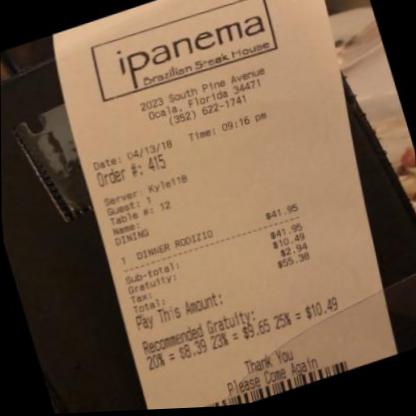 ipanema
Brazilian Steak House
2023 South Pine Avenue
Ocala, Florida 34471
(352) 622-1741
Date: 04/13/18 Time: 09:16 pm
Order #: 415
Server: Kylel1B
Guest: 1
Table #: 12
Name:
DINING
1 DINNER RODIZIO $41.95
Sub-total: $41.95
Gratuity: $10.49
Tax: $2.94
Total: $55.38
Pay This Amount:
Recommended Gratuity:
20% = $8.39 23% = $9.65 25% = $10.49
Thank You
Please Come Again